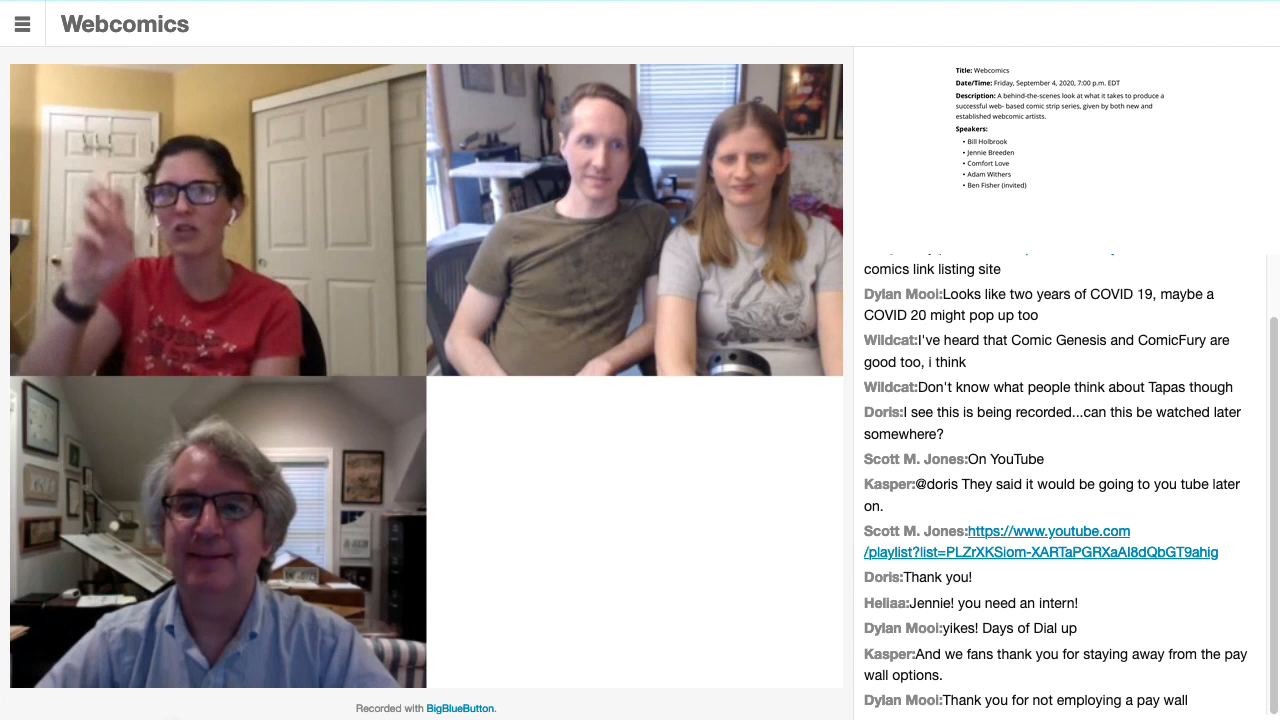 Webcomics
Title: Webcomics
Date/Time: Friday, September 4, 2020, 7:00 p.m. EDT
Description: A behind-the-scenes look at what it takes to produce a
successful web- based comic strip series, given by both new and
established webcomic artists.
Speakers:
• Bill Holbrook
• Jennie Breeden
• Comfort Love
• Adam Withers
• Ben Fisher (invited)
comics link listing site
Dylan Mool:Looks like two years of COVID 19, maybe a
COVID 20 might pop up too
Wildcat:I've heard that Comic Genesis and ComicFury are
good too, i think
Wildcat:Don't know what people think about Tapas though
Doris:I see this is being recorded...can this be watched later
somewhere?
Scott M. Jones:On YouTube
Kasper:@doris They said it would be going to you tube later
on.
Scott M. Jones:https://www.youtube.com
/playlist?list=PLZrXKSiom-XARTaPGRXaAl8dQbGT9ahig
Doris:Thank you!
Heliaa:Jennie! you need an intern!
Dylan Mool:yikes! Days of Dial up
Kasper:And we fans thank you for staying away from the pay
wall options.
Dylan Mool:Thank you for not employing a pay wall
Recorded with BigBlueButton.